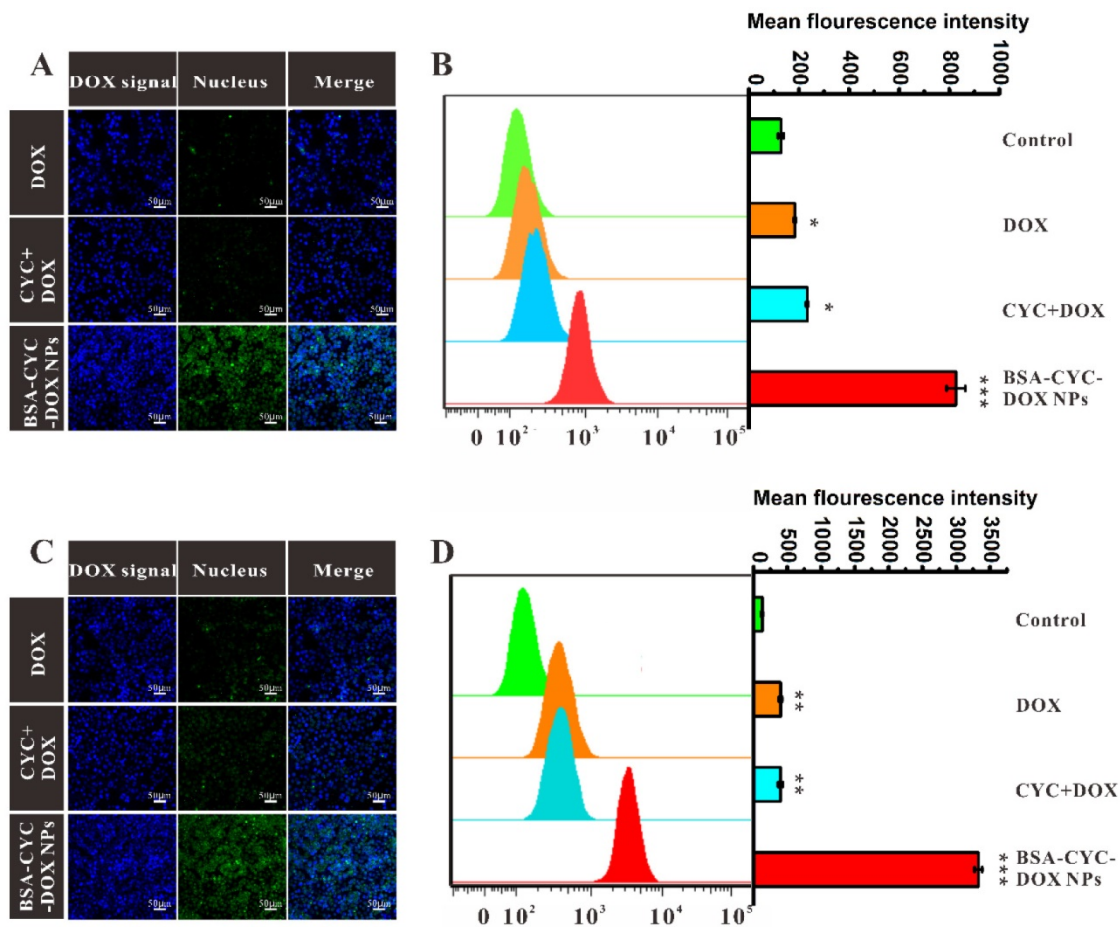 A
DOX signal Nucleus Merge
DOX
50μm 50μm 50μm
CYC+
DOX
50μm 50μm 50μm
BSA-CYC
-DOX NPs
50μm 50μm 50μm
B
Mean flourescence intensity
0 200 400 600 800 1000
Control
DOX
*
CYC+DOX
*
BSA-CYC-
DOX NPs
***
0 10² 10³ 10⁴ 10⁵
C
DOX signal Nucleus Merge
DOX
50μm 50μm 50μm
CYC+
DOX
50μm 50μm 50μm
BSA-CYC
-DOX NPs
50μm 50μm 50μm
D
Mean flourescence intensity
0 500 1000 1500 2000 2500 3000 3500
Control
DOX
**
CYC+DOX
**
BSA-CYC-
DOX NPs
***
0 10² 10³ 10⁴ 10⁵